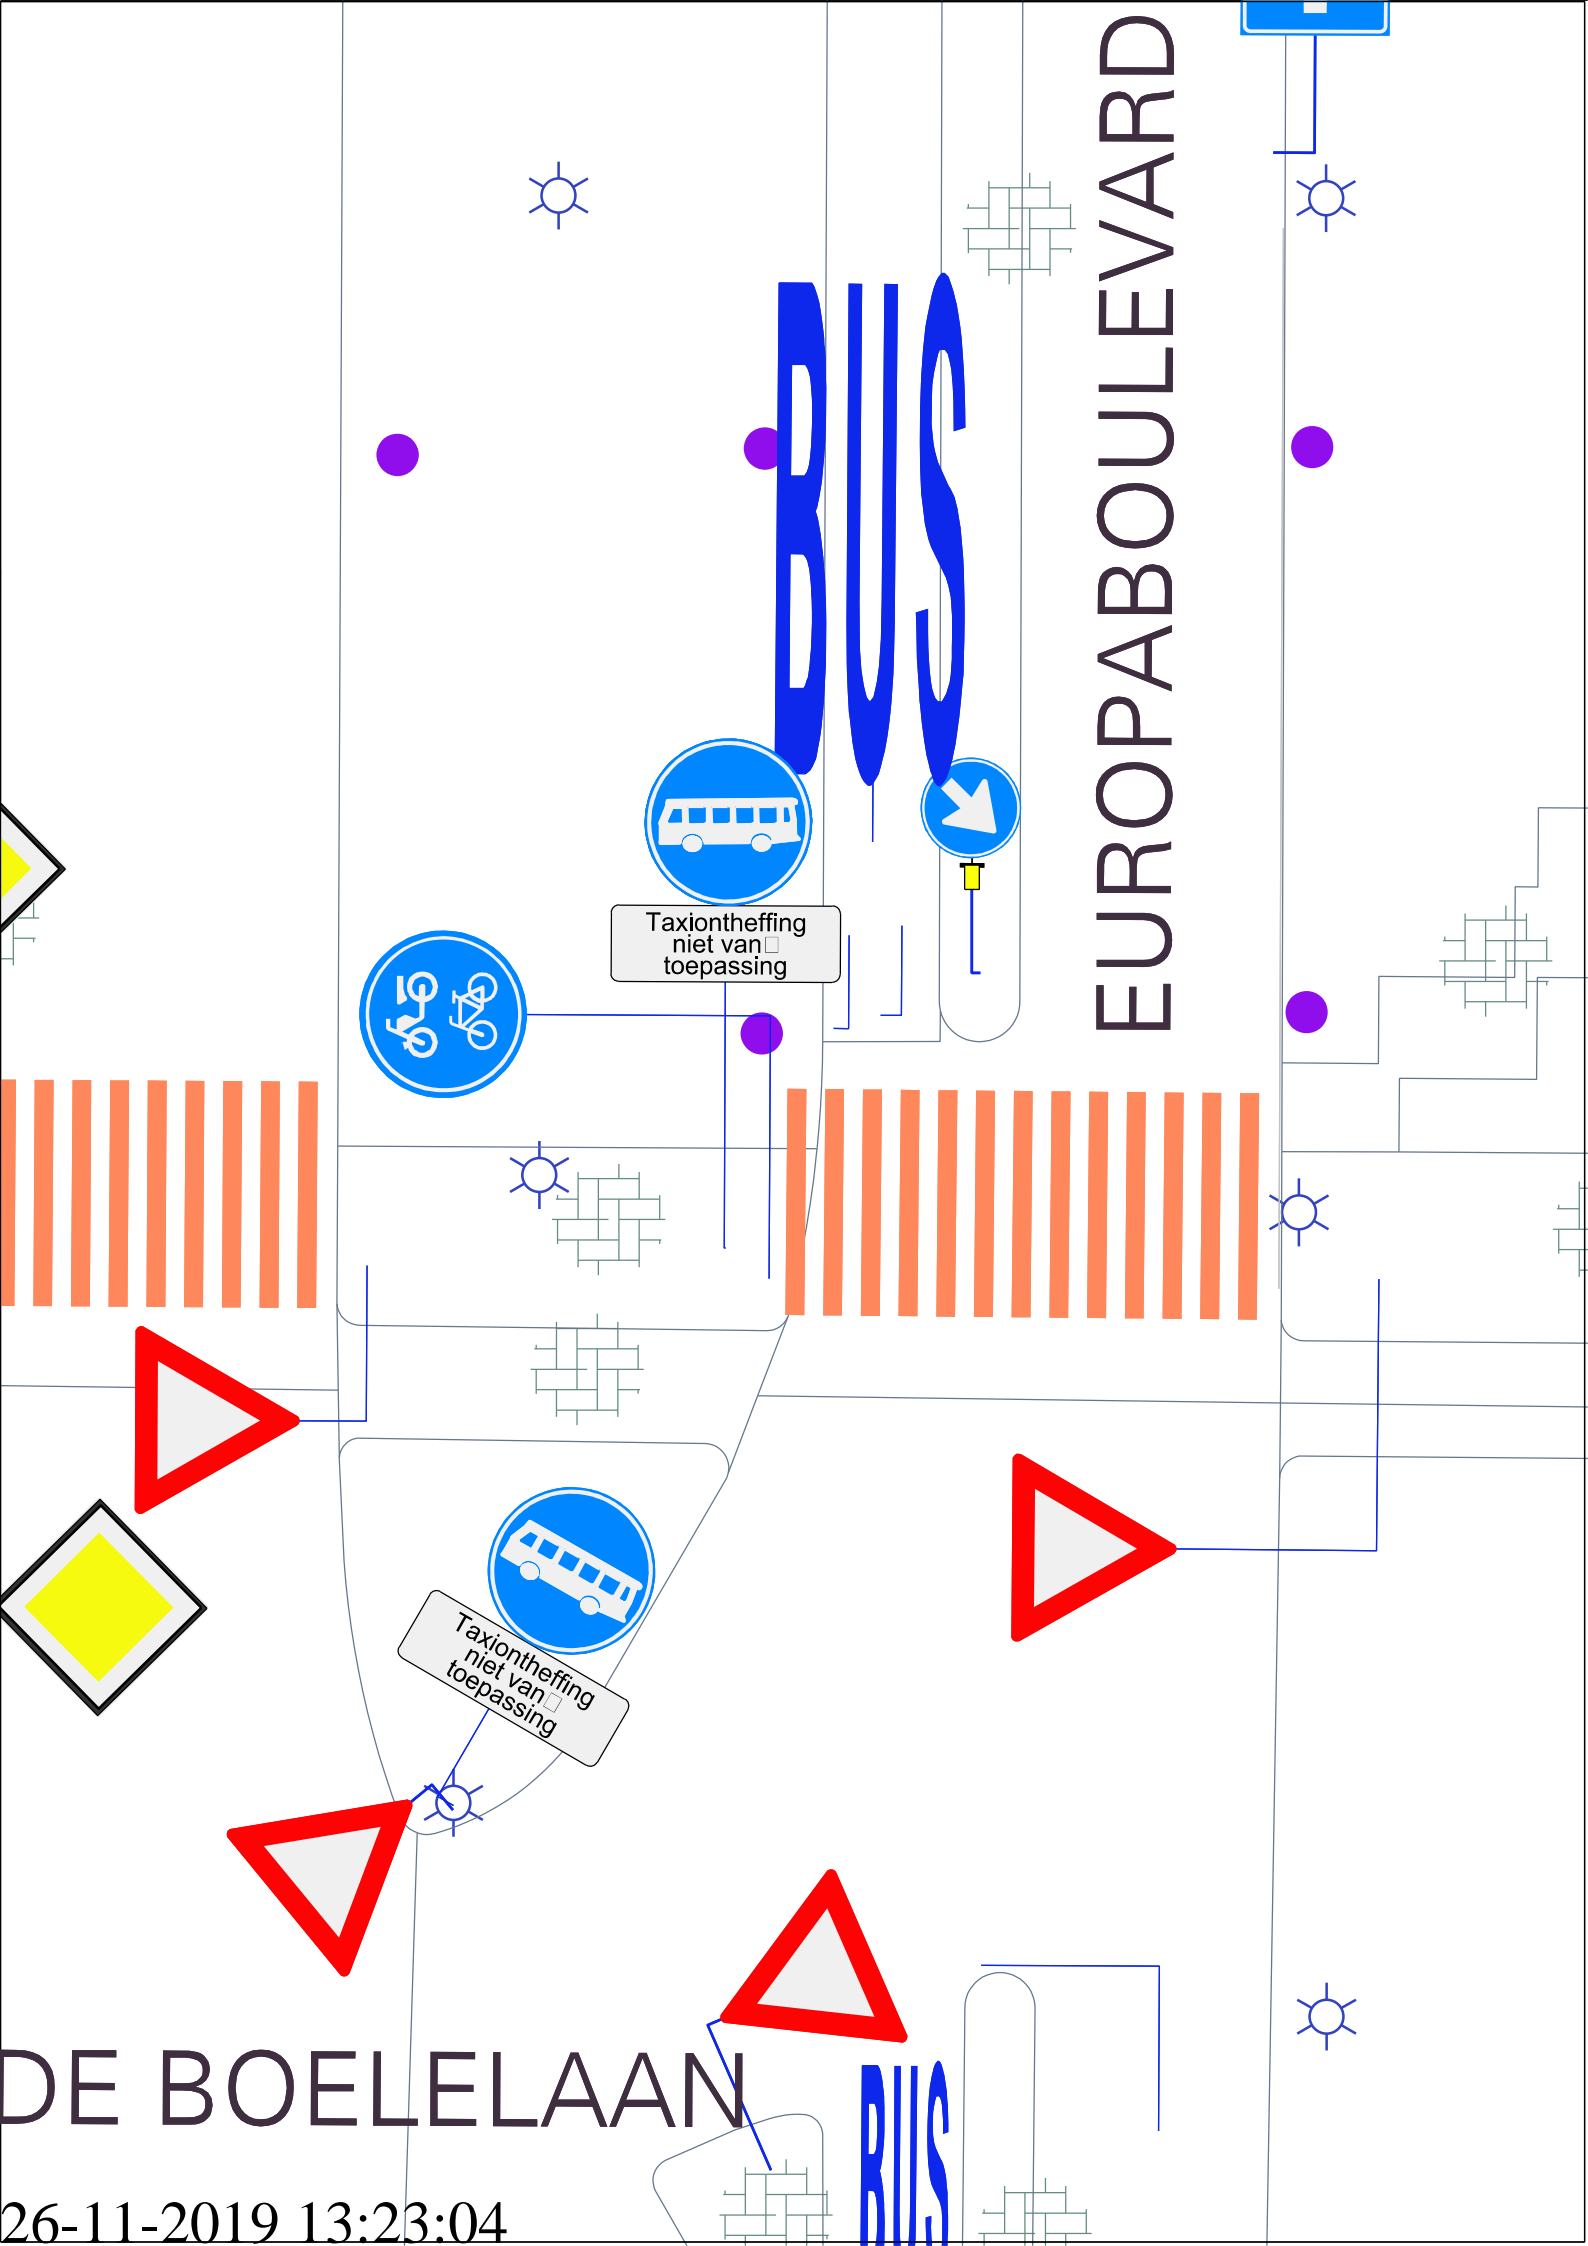 EUROPABOULEVARD
BUS
Taxiontheffing
niet van
toepassing
Taxiontheffing
niet van
toepassing
DE BOELELAAN
BUS
26-11-2019 13:23:04